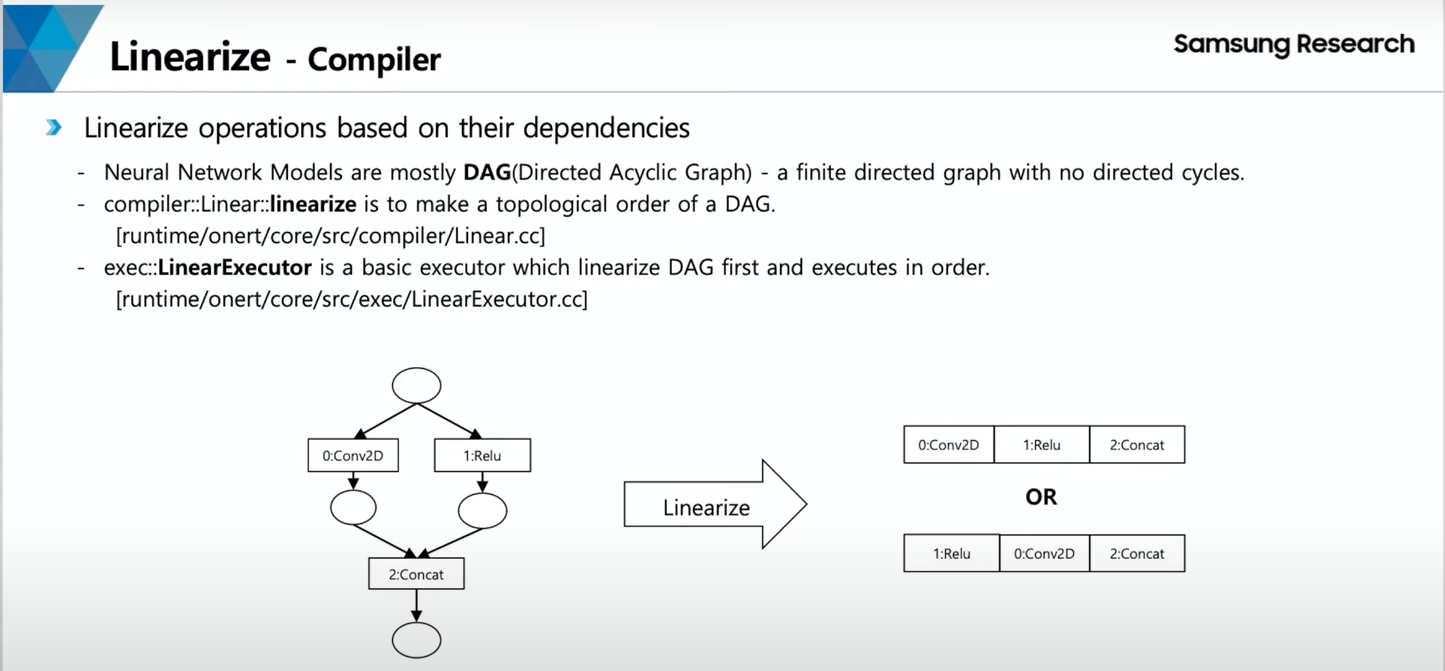 Linearize - Compiler
Samsung Research
Linearize operations based on their dependencies
- Neural Network Models are mostly DAG(Directed Acyclic Graph) - a finite directed graph with no directed cycles.
- compiler::Linear::linearize is to make a topological order of a DAG.
[runtime/onert/core/src/compiler/Linear.cc]
- exec::LinearExecutor is a basic executor which linearize DAG first and executes in order.
[runtime/onert/core/src/exec/LinearExecutor.cc]
0:Conv2D
1:Relu
2:Concat
Linearize
0:Conv2D 1:Relu 2:Concat
OR
1:Relu 0:Conv2D 2:Concat